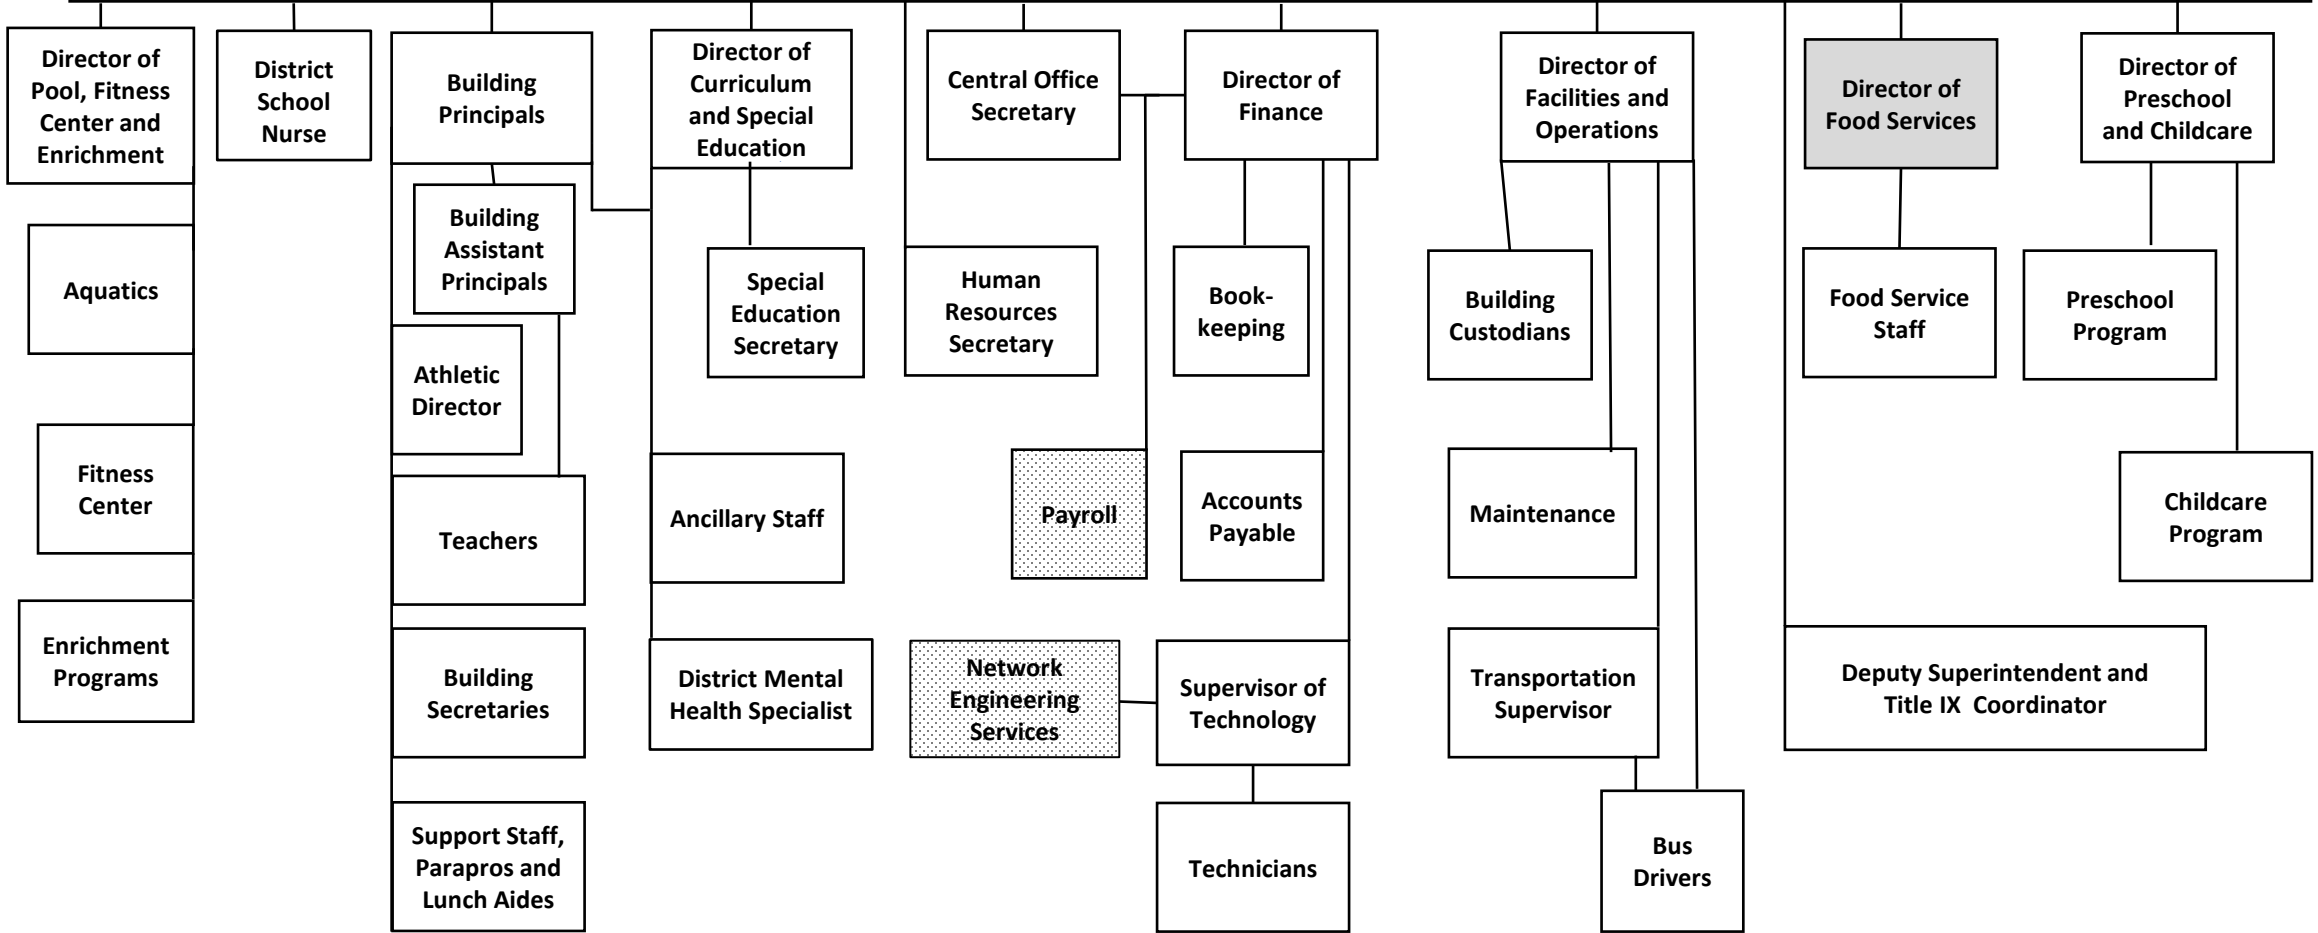 Director of
Pool, Fitness
Center and
Enrichment
District
School
Nurse
Building
Principals
Director of
Curriculum
and Special
Education
Central Office
Secretary
Director of
Finance
Director of
Facilities and
Operations
Director of
Food Services
Director of
Preschool
and Childcare
Building
Assistant
Principals
Aquatics
Special
Education
Secretary
Human
Resources
Secretary
Book-
keeping
Building
Custodians
Food Service
Staff
Preschool
Program
Athletic
Director
Fitness
Center
Teachers
Ancillary Staff
Payroll
Accounts
Payable
Maintenance
Childcare
Program
Enrichment
Programs
Building
Secretaries
District Mental
Health Specialist
Network
Engineering
Services
Supervisor of
Technology
Transportation
Supervisor
Deputy Superintendent and
Title IX  Coordinator
Support Staff,
Parapros and
Lunch Aides
Technicians
Bus
Drivers